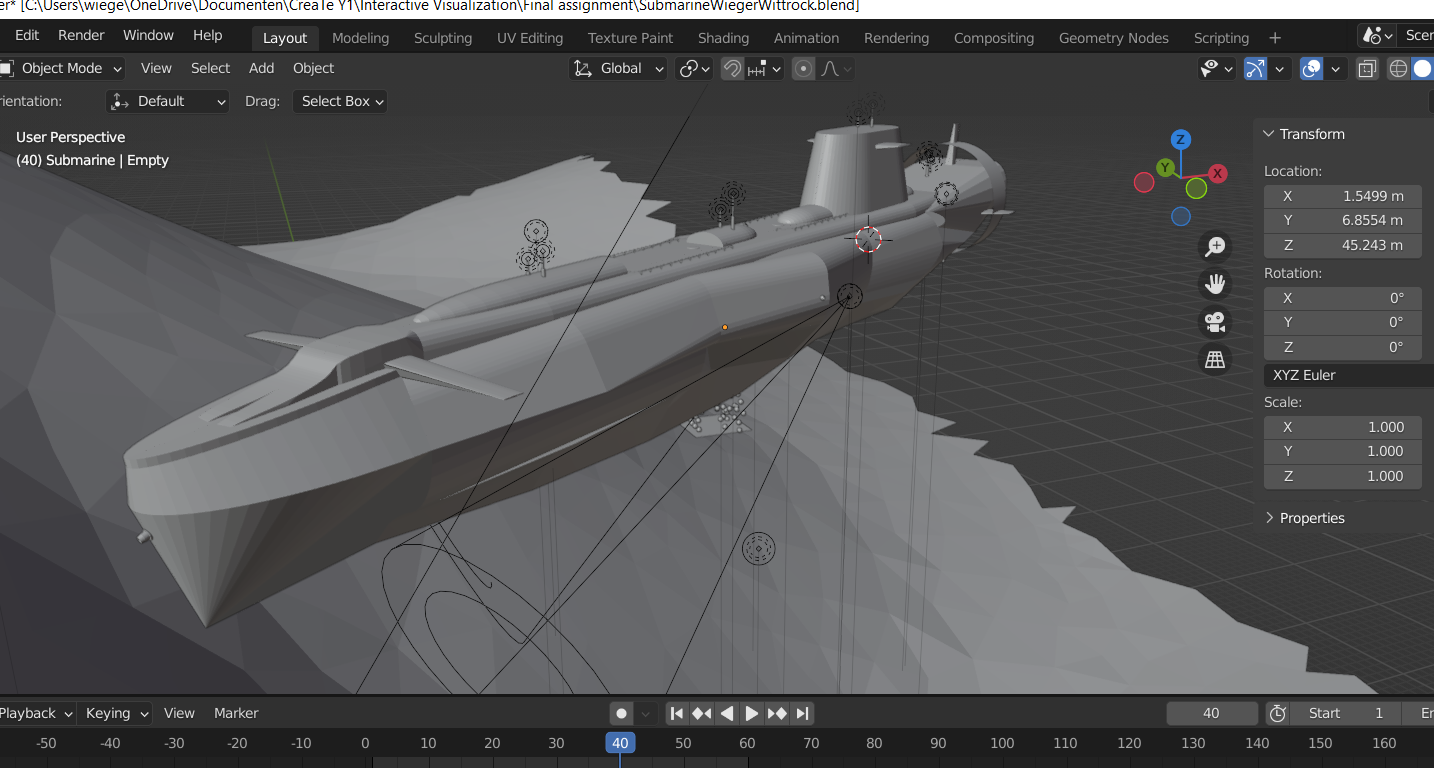 er* [C:\Users\wiege\OneDrive\Documenten\CreaTe Y1\Interactive Visualization\Final assignment\SubmarineWiegerWittrock.blend]
Edit Render Window Help Layout Modeling Sculpting UV Editing Texture Paint Shading Animation Rendering Compositing Geometry Nodes Scripting + Scer
Object Mode View Select Add Object Global
rientation: Default Drag: Select Box
User Perspective
(40) Submarine | Empty
Z
Y
X
Transform
Location:
X 1.5499 m
Y 6.8554 m
Z 45.243 m
Rotation:
X 0°
Y 0°
Z 0°
XYZ Euler
Scale:
X 1.000
Y 1.000
Z 1.000
Properties
Playback Keying View Marker 40 Start 1 Er
-50 -40 -30 -20 -10 0 10 20 30 40 50 60 70 80 90 100 110 120 130 140 150 160